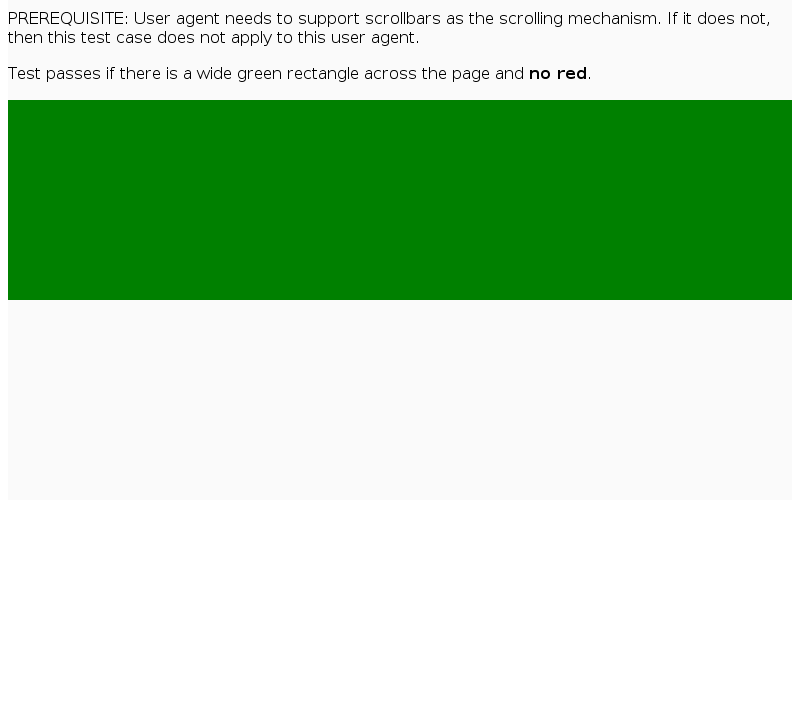 PREREQUISITE: User agent needs to support scrollbars as the scrolling mechanism. If it does not,
then this test case does not apply to this user agent.
Test passes if there is a wide green rectangle across the page and no red.